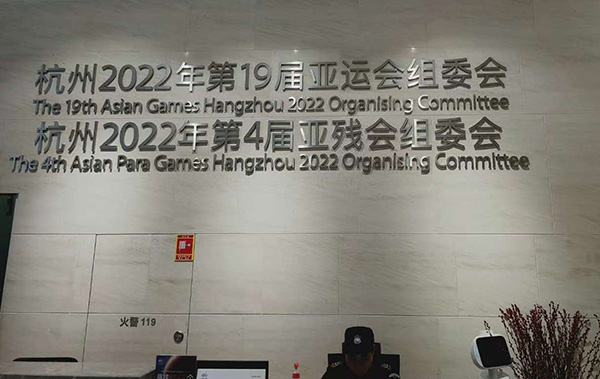 杭州2022年第19届亚运会组委会
The 19th Asian Games Hangzhou 2022 Organising Committee
杭州2022年第4届亚残会组委会
The 4th Asian Para Games Hangzhou 2022 Organising Committee
火警 119